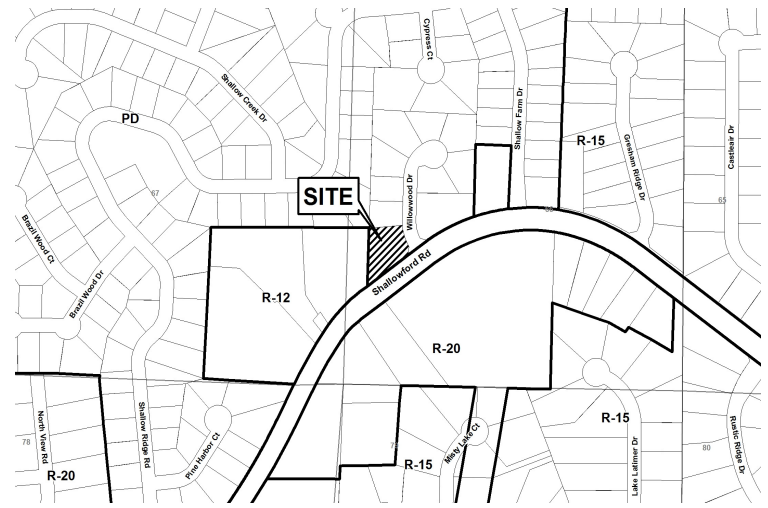 Cypress Ct
Shallow Creek Dr
PD
Shallow Farm Dr
R-15
Gresham Ridge Dr
Castleair Dr
67
SITE
Willowwood Dr
65
Brazil Wood Ct
Shallowford Rd
Brazil Wood Dr
R-12
R-20
North View Rd
Shallow Ridge Rd
Pine Harbor Ct
Misty Lake Ct
R-15
Lake Latimer Dr
Rustic Ridge Dr
78
80
R-20
R-15